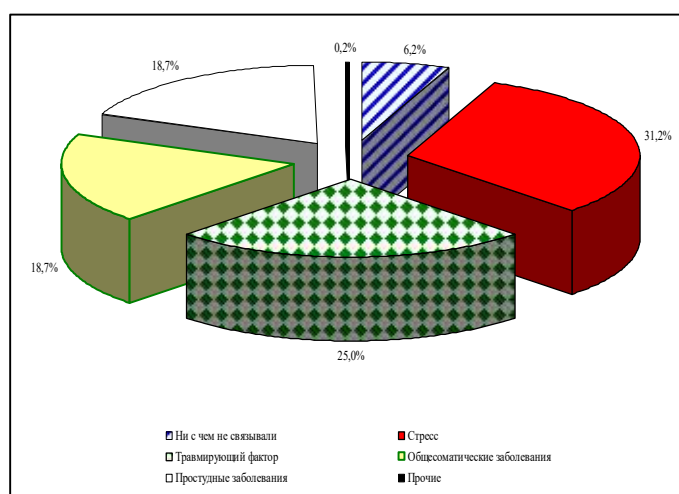 0,2%
6,2%
18,7%
31,2%
18,7%
25,0%
Ни с чем не связывали
Стресс
Травмирующий фактор
Общесоматические заболевания
Простудные заболевания
Прочие